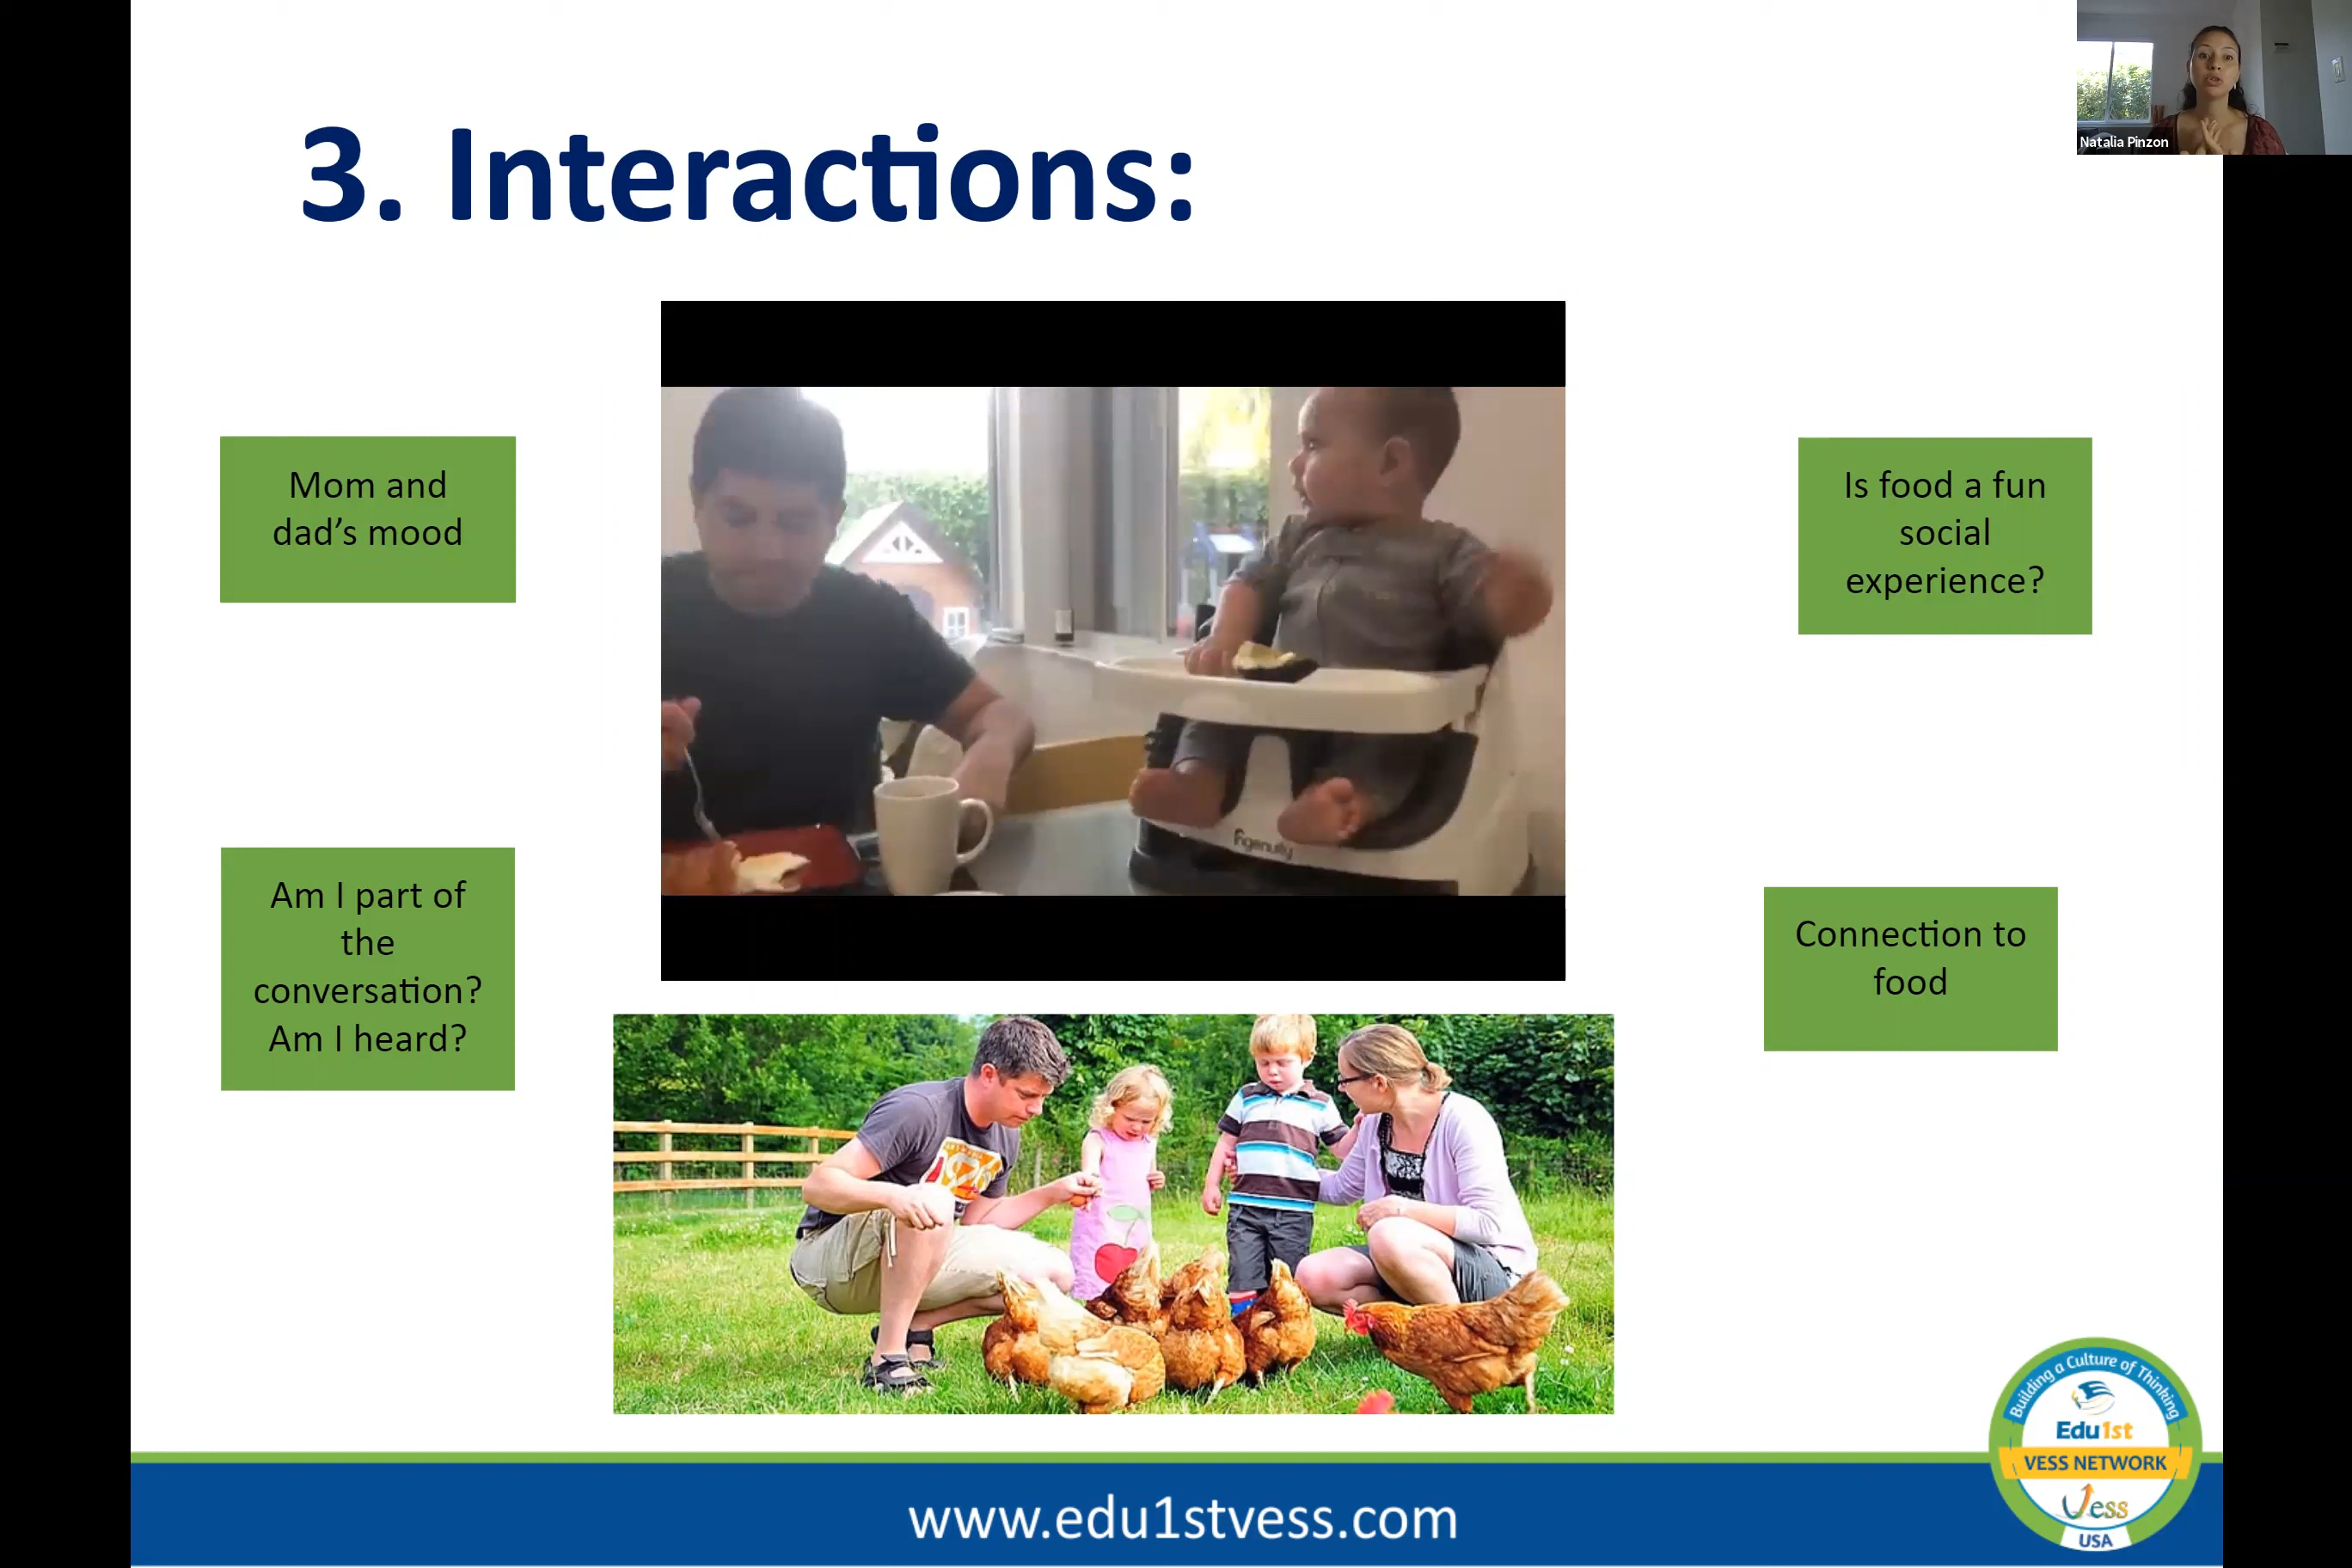 Natalia Pinzon
3. Interactions:
Mom and
dad's mood
Is food a fun
social
experience?
ingenuity
Am I part of
the
conversation?
Am I heard?
Connection to
food
Building a Culture of Thinking
Edu1st
VESS NETWORK
Vess
USA
www.edu1stvess.com